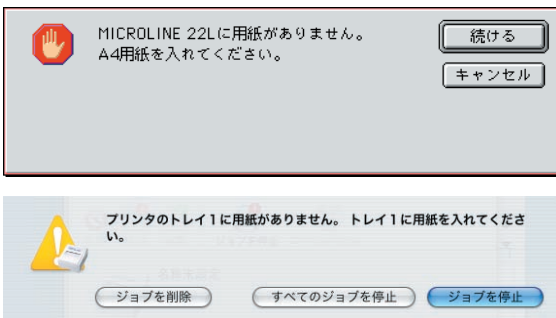 MICROLINE 22Lに用紙がありません。
A4用紙を入れてください。
続ける
キャンセル
プリンタのトレイ1に用紙がありません。 トレイ1に用紙を入れてくださ
い。
ジョブを削除
すべてのジョブを停止
ジョブを停止